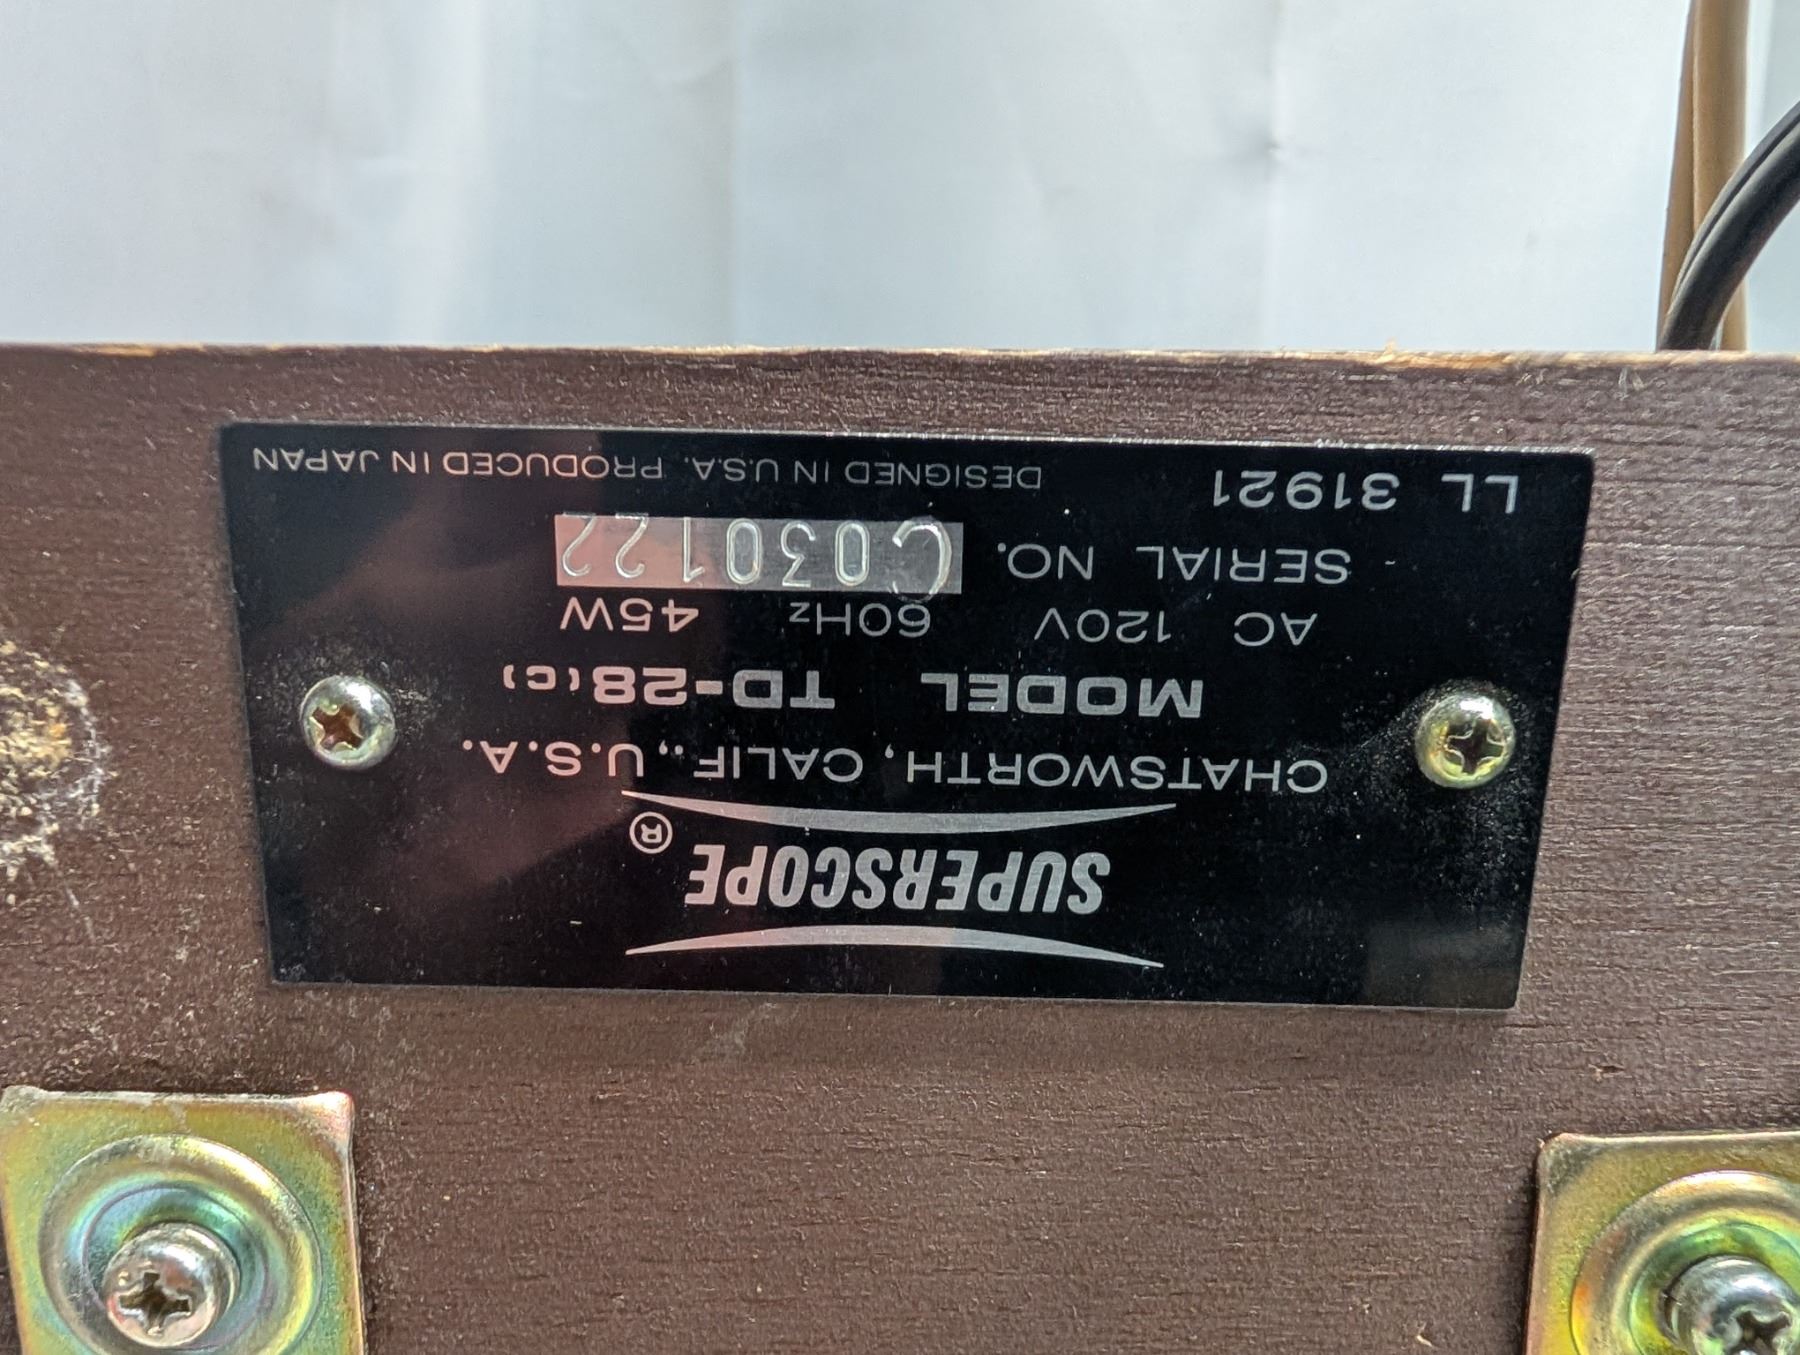 SUPERSCOPE®
CHATSWORTH, CALIF., U.S.A.
MODEL TD-28(C)
AC 120V 60Hz 45W
SERIAL NO. C030122
LL 31921 DESIGNED IN U.S.A. PRODUCED IN JAPAN